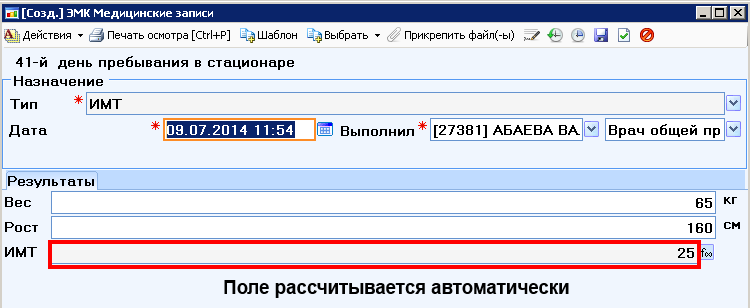 [Созд.] ЭМК Медицинские записи
Действия Печать осмотра [Ctrl+P] Шаблон Выбрать Прикрепить файл(-ы)
41-й день пребывания в стационаре
Назначение
Тип * ИМТ
Дата * 09.07.2014 11:54 Выполнил * [27381] АБАЕВА ВА. Врач общей пр
Результаты
Вес 65 кг
Рост 160 см
ИМТ 25 f∞
Поле рассчитывается автоматически